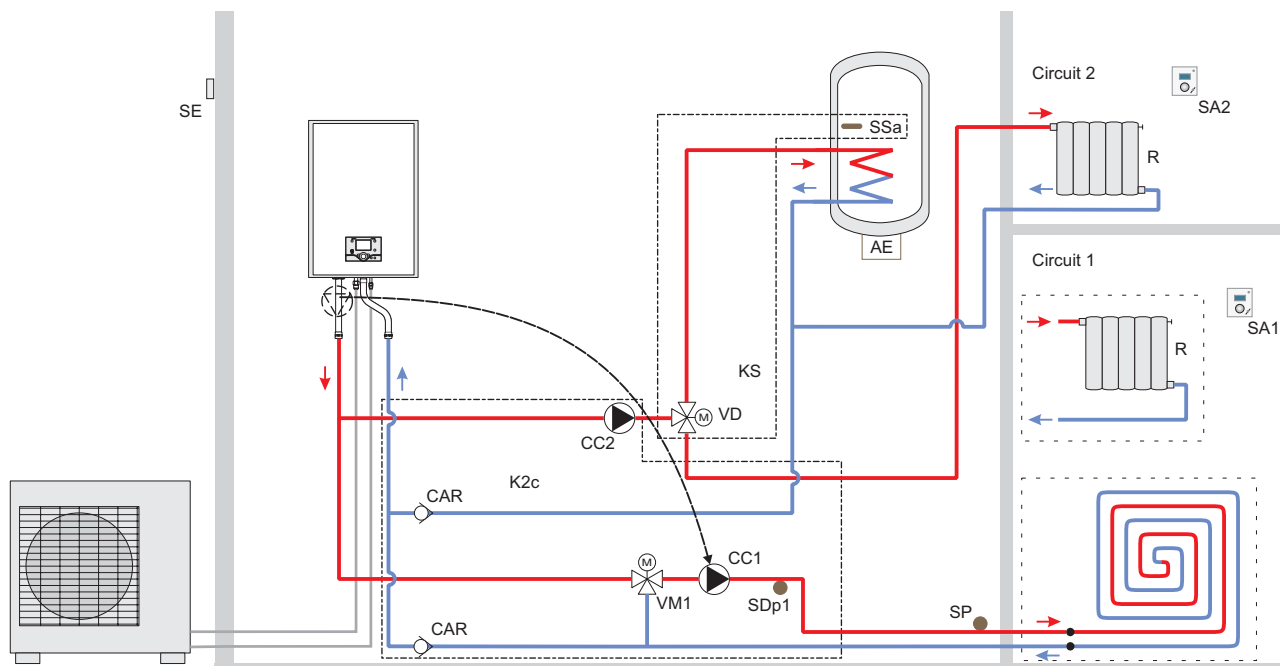 SE
Circuit 2
SA2
SSa
R
AE
Circuit 1
SA1
R
KS
M
VD
CC2
K2c
CAR
M
CC1
VM1
SDp1
SP
CAR